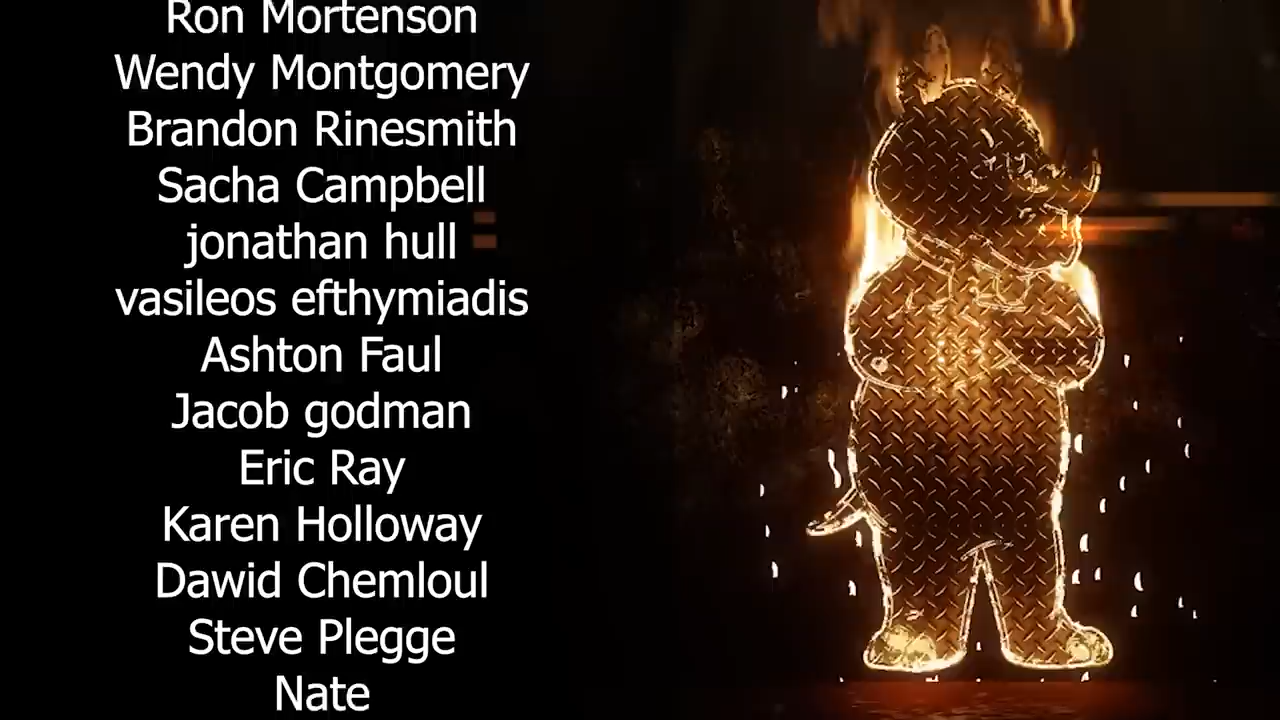 Ron Mortenson
Wendy Montgomery
Brandon Rinesmith
Sacha Campbell
jonathan hull
vasileos efthymiadis
Ashton Faul
Jacob godman
Eric Ray
Karen Holloway
Dawid Chemloul
Steve Plegge
Nate